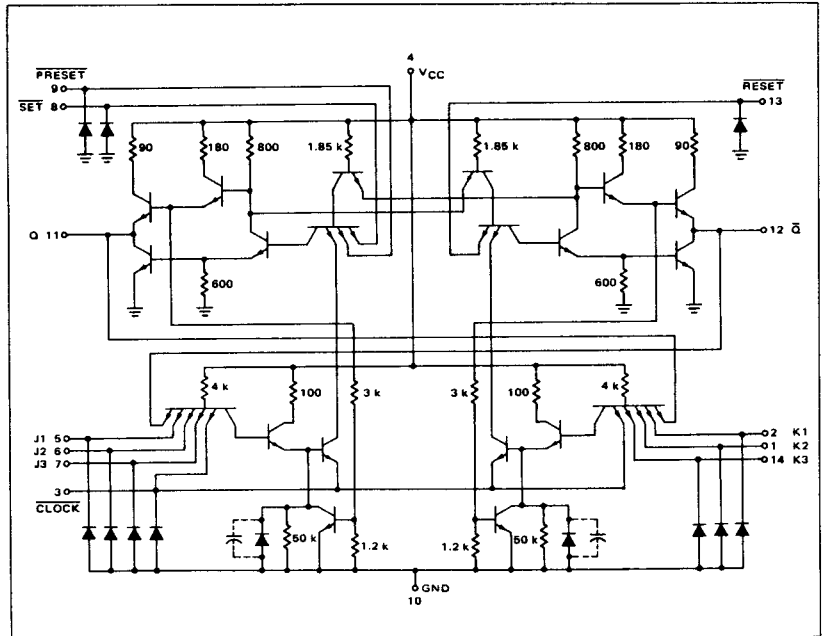 PRESET
9
SET 8
4
VCC
RESET
13
90
180
800
1.85 k
1.85 k
800
180
90
Q 11
12 Q
600
600
4 k
100
3 k
3 k
100
4 k
J1 5
J2 6
J3 7
3
CLOCK
2 K1
1 K2
14 K3
50 k
1.2 k
1.2 k
50 k
GND
10